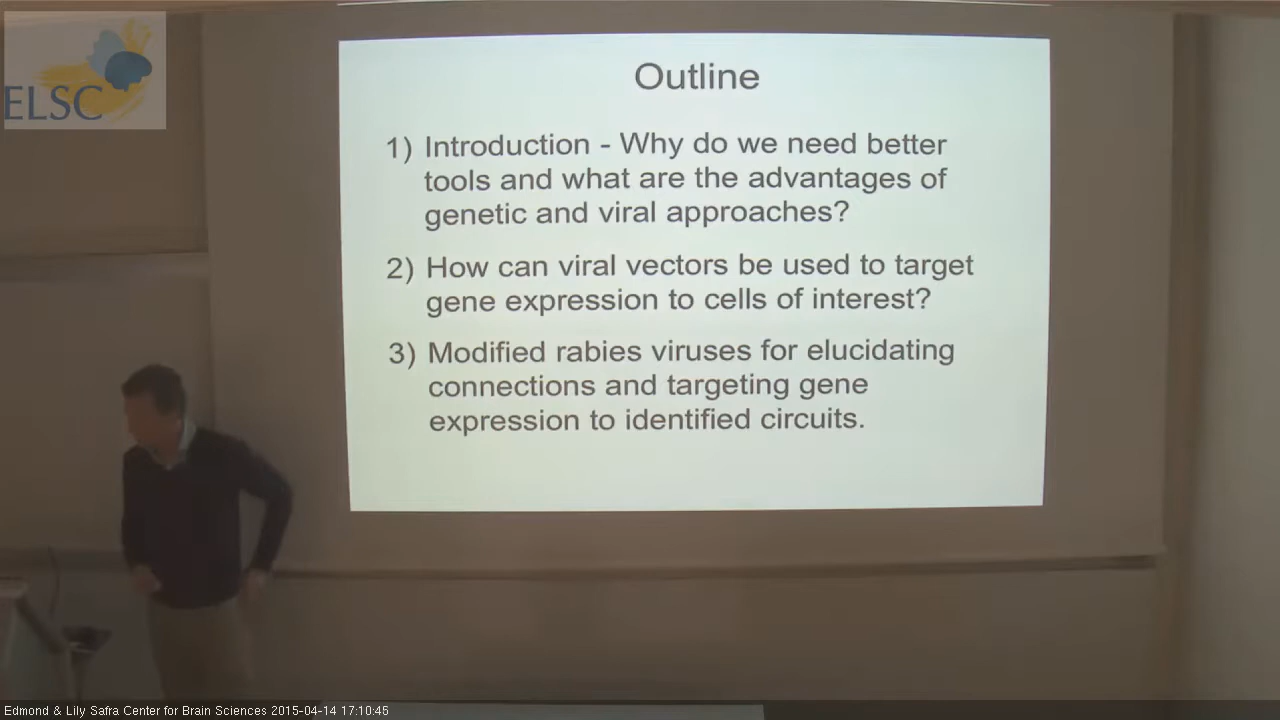 ELSC
Outline
1) Introduction - Why do we need better
tools and what are the advantages of
genetic and viral approaches?
2) How can viral vectors be used to target
gene expression to cells of interest?
3) Modified rabies viruses for elucidating
connections and targeting gene
expression to identified circuits.
Edmond & Lily Safra Center for Brain Sciences 2015-04-14 17:10:45